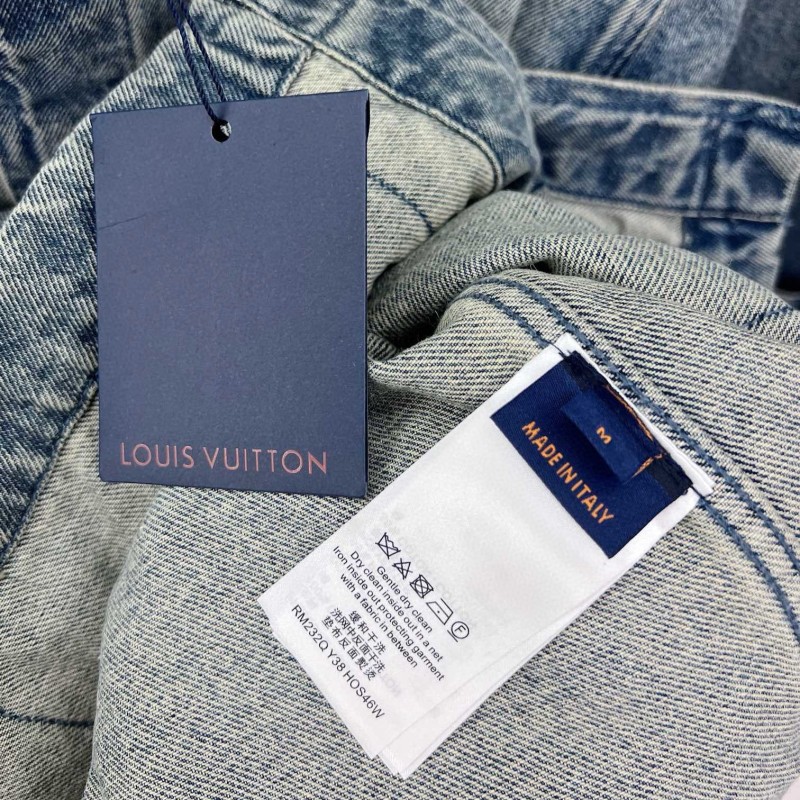 LOUIS VUITTON
M
MADE IN ITALY
Gentle dry clean
Dry clean inside out in a net
Iron inside out protecting garment
with a fabric in between
缓和干洗
洗网中反面干洗
垫布反面熨烫
RM232Q Y38 HOS46W